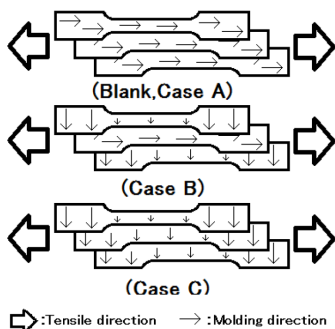 (Blank,Case A)
(Case B)
(Case C)
:Tensile direction :Molding direction